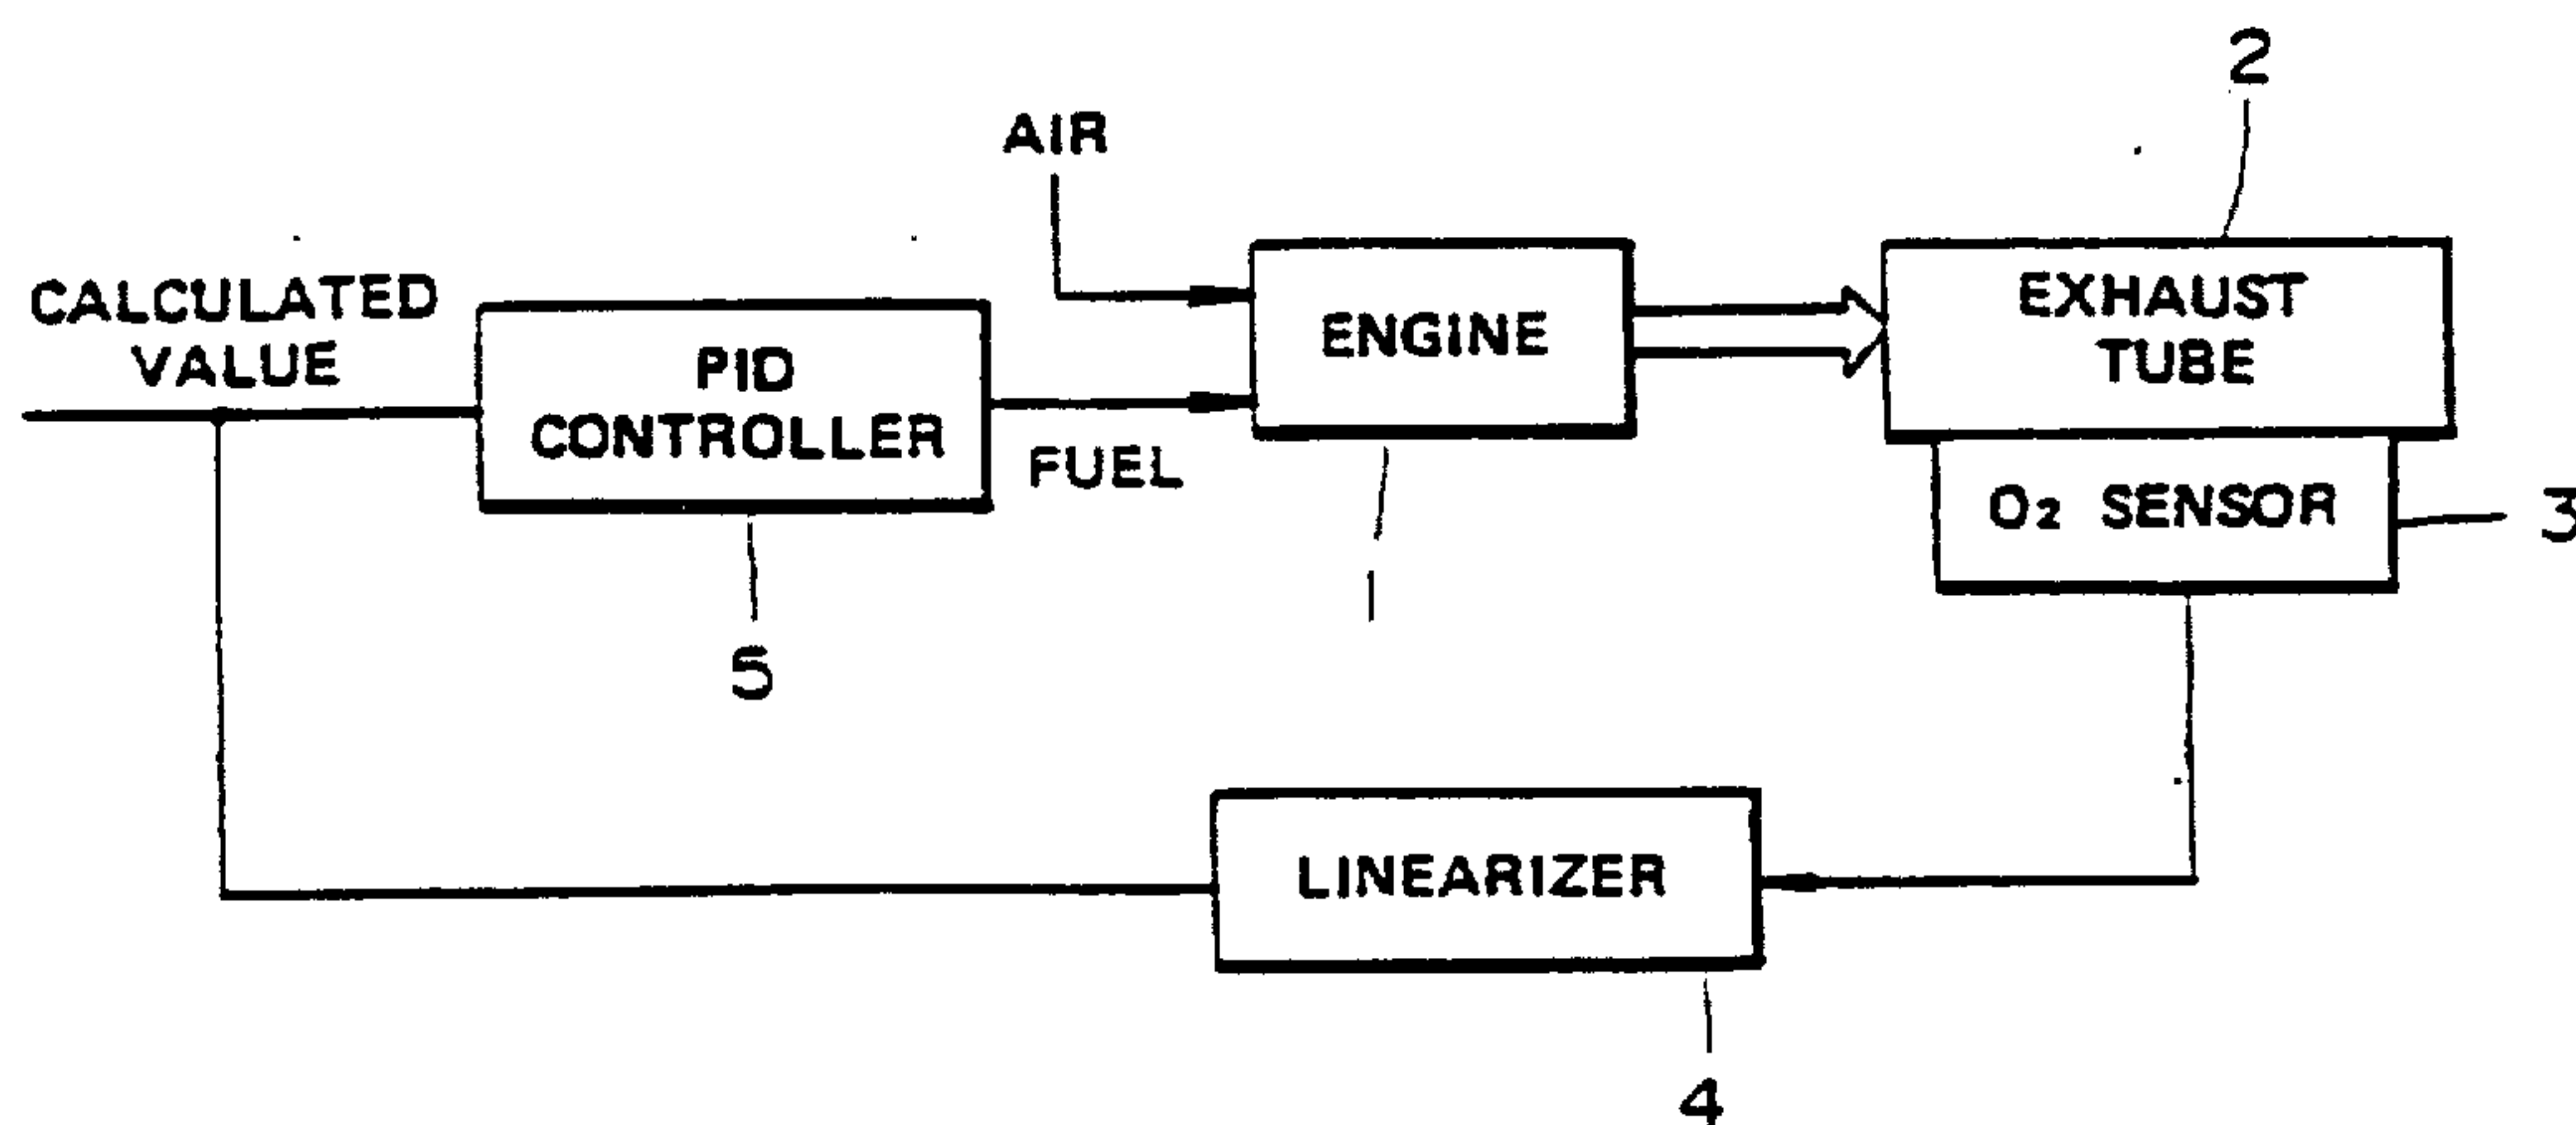 2
AIR
CALCULATED
VALUE
PID
CONTROLLER
FUEL
ENGINE
EXHAUST
TUBE
O₂ SENSOR
3
1
5
LINEARIZER
4